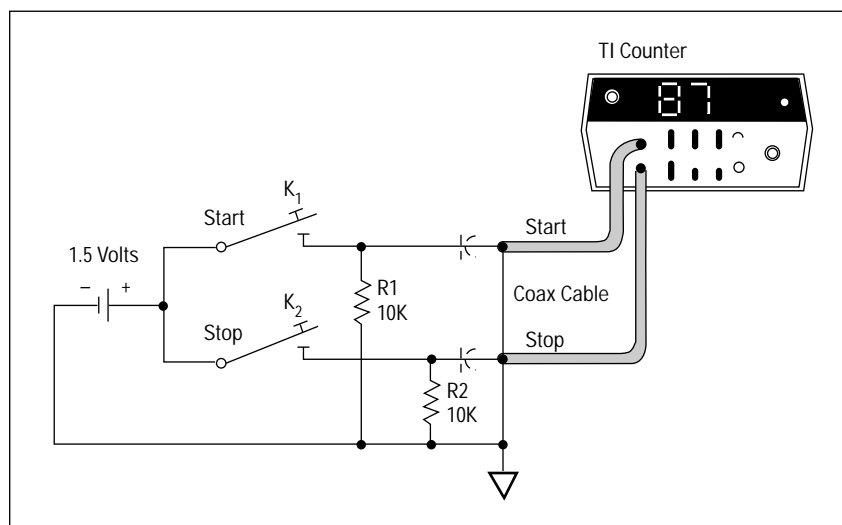 TI Counter
87
K1
Start
Start
1.5 Volts
− +
R1
10K
Coax Cable
K2
Stop
Stop
R2
10K